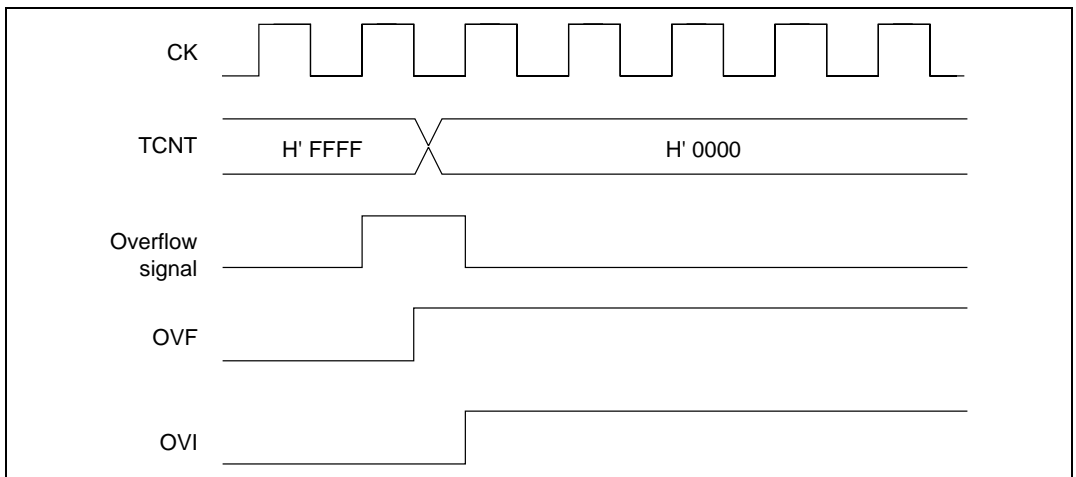 CK
TCNT
H' FFFF
H' 0000
Overflow
signal
OVF
OVI